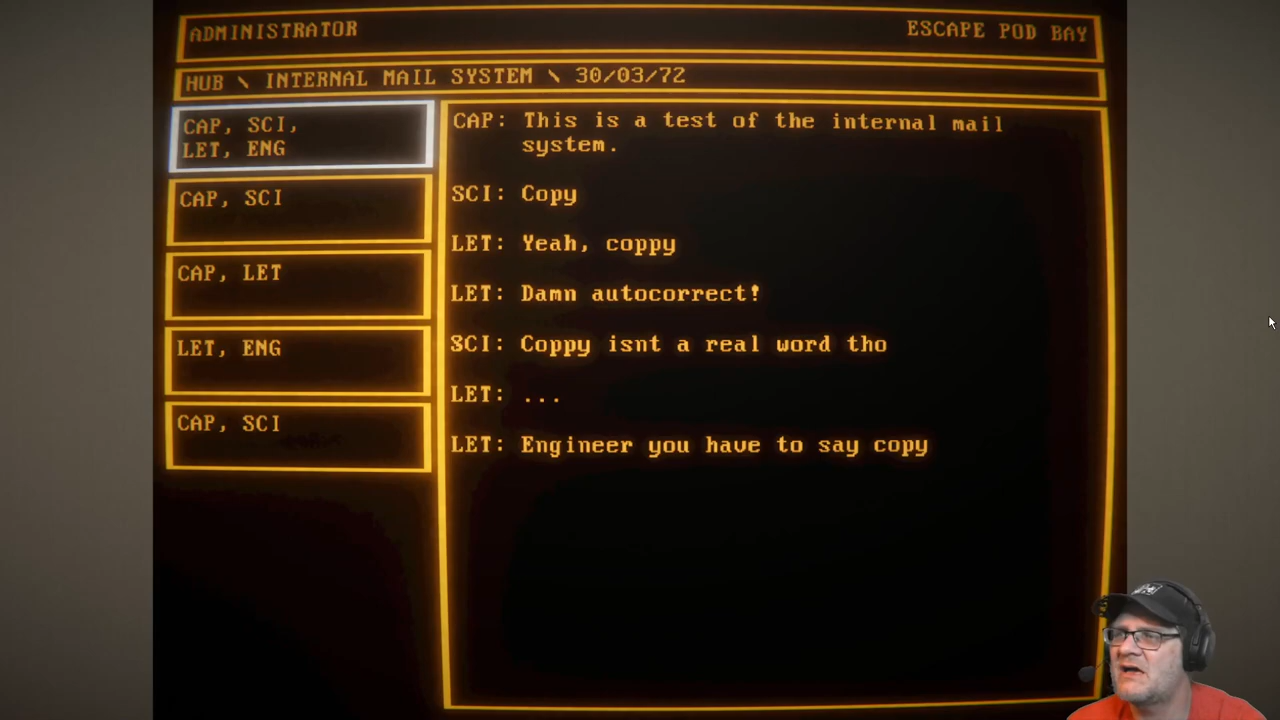 ADMINISTRATOR
ESCAPE POD BAY
HUB \ INTERNAL MAIL SYSTEM \ 30/03/72
CAP, SCI,
LET, ENG
CAP, SCI
CAP, LET
LET, ENG
CAP, SCI
CAP: This is a test of the internal mail
system.
SCI: Copy
LET: Yeah, coppy
LET: Damn autocorrect!
SCI: Coppy isnt a real word tho
LET: ...
LET: Engineer you have to say copy